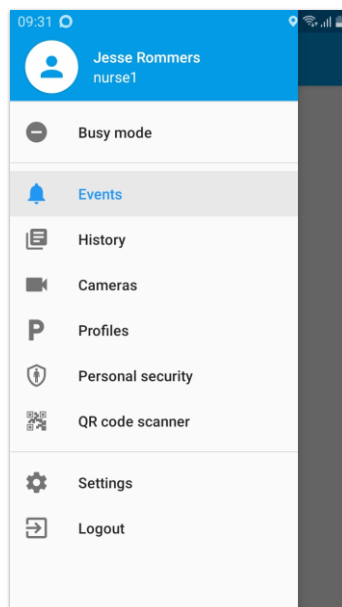 09:31
Jesse Rommers
nurse1
Busy mode
Events
History
Cameras
P Profiles
Personal security
QR code scanner
Settings
Logout